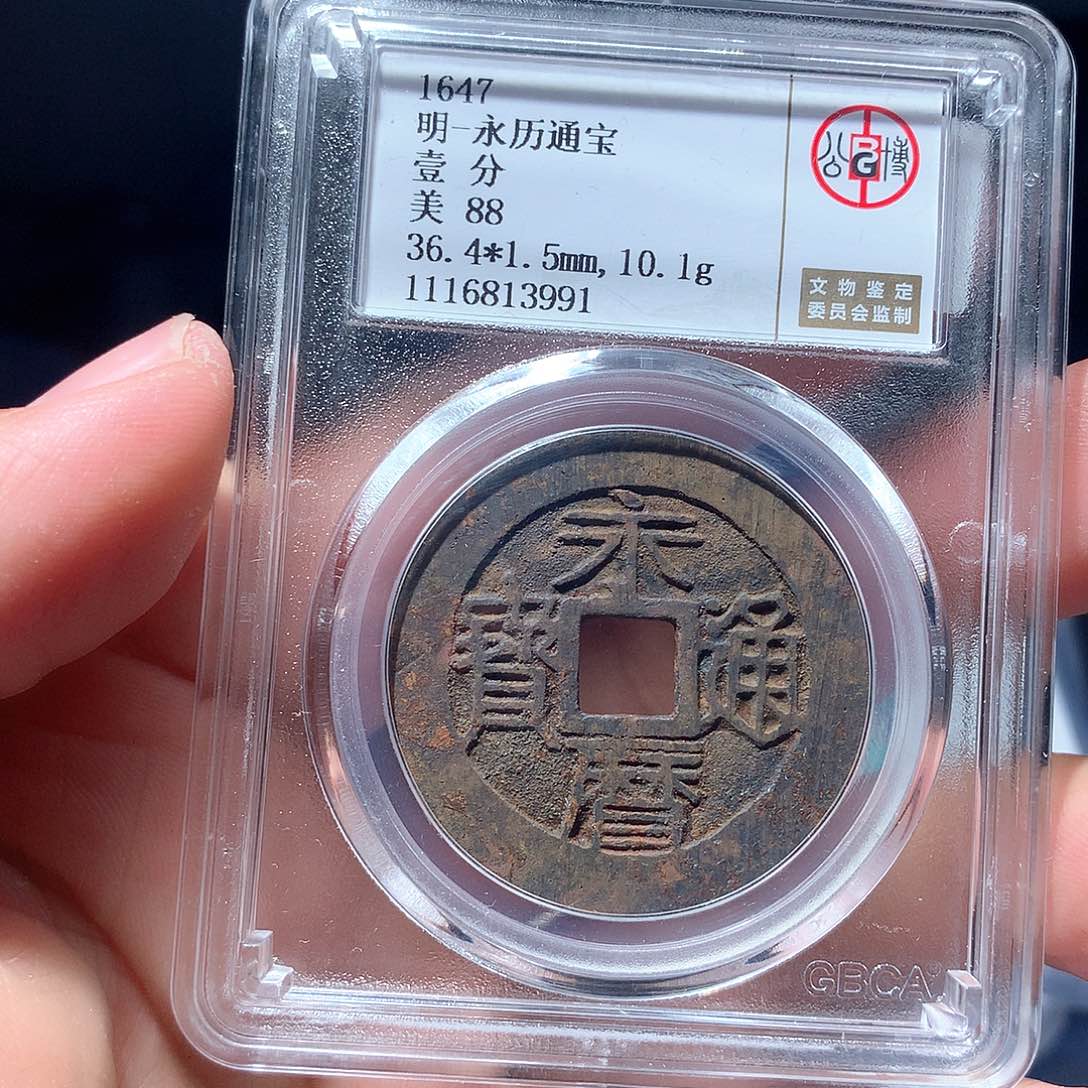 1647
明-永历通宝
壹 分
美 88
36.4*1.5mm,10.1g
1116813991
公 BG 博
文物鉴定
委员会监制
永
寶 通
曆
GBCA